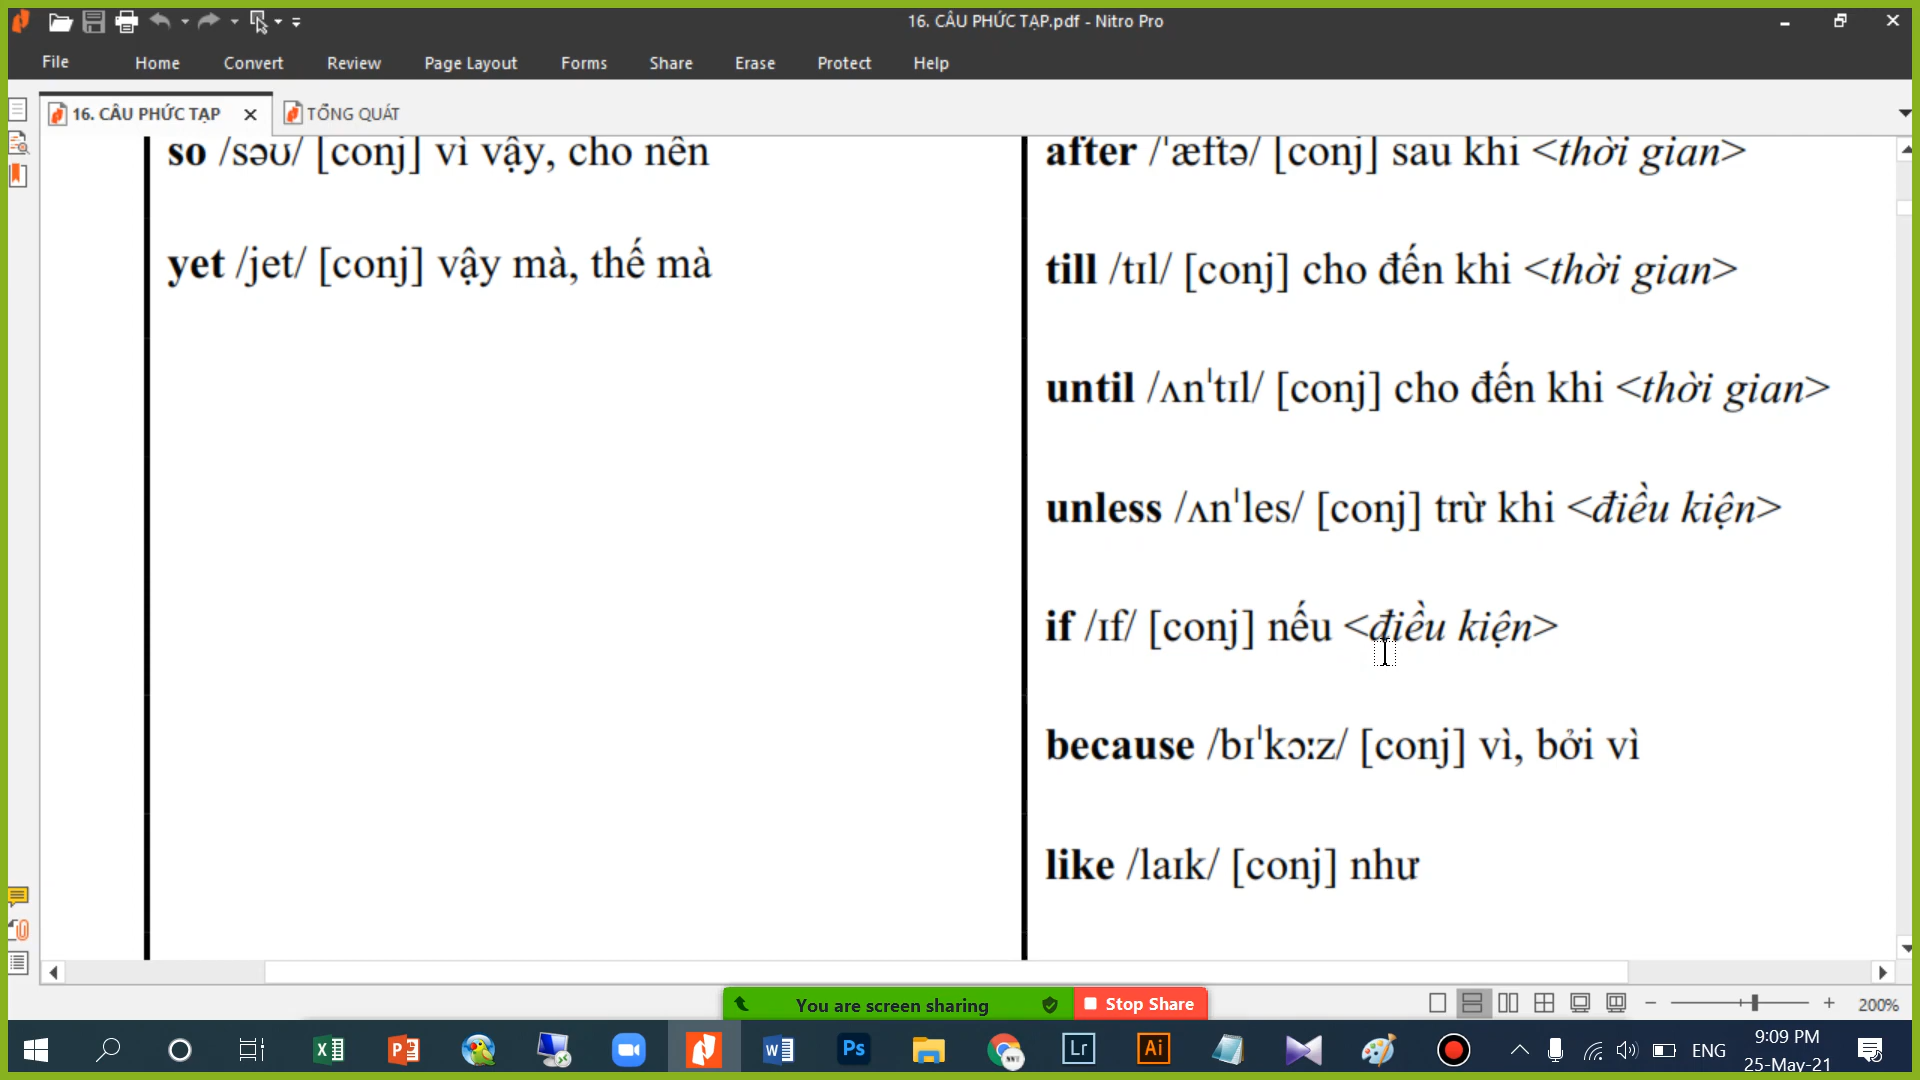 16. CÂU PHỨC TẠP.pdf - Nitro Pro
File Home Convert Review Page Layout Forms Share Erase Protect Help
16. CÂU PHỨC TẠP TỔNG QUÁT
so /səʊ/ [conj] vì vậy, cho nên
yet /jet/ [conj] vậy mà, thế mà
after /ˈæftə/ [conj] sau khi <thời gian>
till /tɪl/ [conj] cho đến khi <thời gian>
until /ʌnˈtɪl/ [conj] cho đến khi <thời gian>
unless /ʌnˈles/ [conj] trừ khi <điều kiện>
if /ɪf/ [conj] nếu <điều kiện>
because /bɪˈkɔːz/ [conj] vì, bởi vì
like /laɪk/ [conj] như
You are screen sharing Stop Share
200%
Ps Lr Ai
ENG
9:09 PM
25-May-21